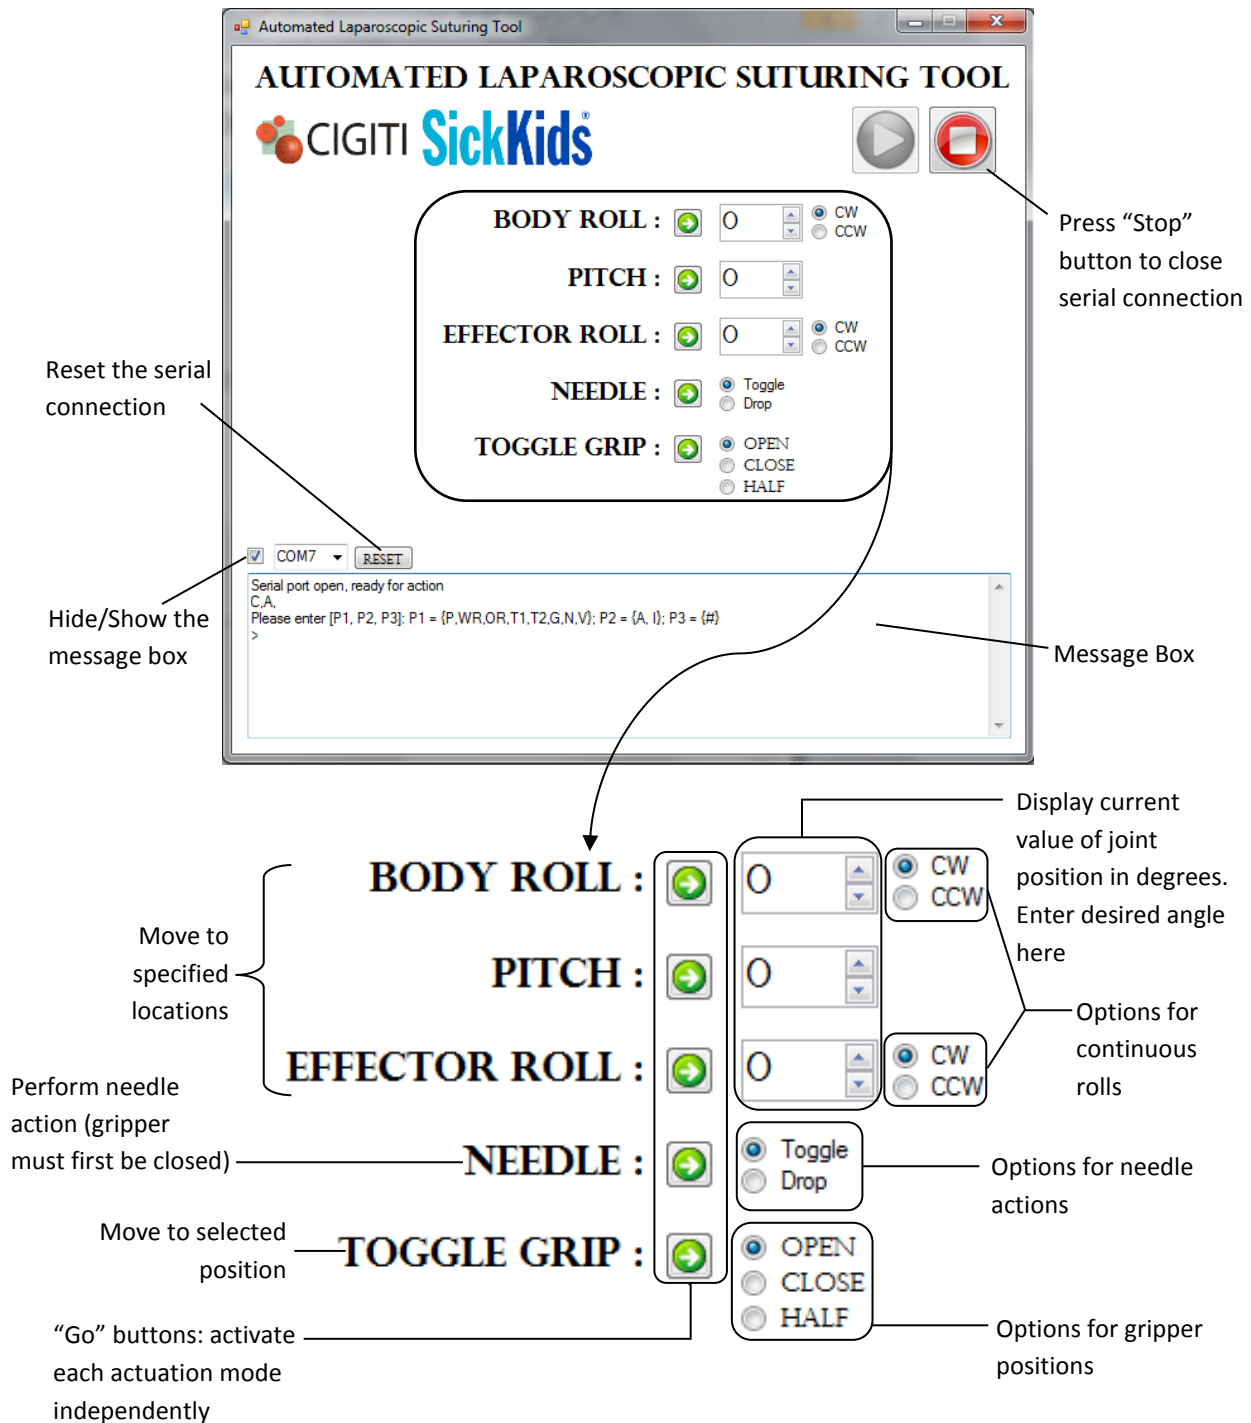 Automated Laparoscopic Suturing Tool
AUTOMATED LAPAROSCOPIC SUTURING TOOL
CIGITI SickKids®
BODY ROLL : 0 CW
CCW
PITCH : 0
EFFECTOR ROLL : 0 CW
CCW
NEEDLE : Toggle
Drop
TOGGLE GRIP : OPEN
CLOSE
HALF
Press “Stop”
button to close
serial connection
Reset the serial
connection
COM7 RESET
Serial port open, ready for action
C,A,
Please enter [P1, P2, P3]: P1 = {P,WR,OR,T1,T2,G,N,V}; P2 = {A, I}; P3 = {#}
>
Hide/Show the
message box
Message Box
Display current
value of joint
position in degrees.
Enter desired angle
here
BODY ROLL : 0 CW
CCW
Move to
specified
locations
PITCH : 0
Options for
continuous
rolls
EFFECTOR ROLL : 0 CW
CCW
Perform needle
action (gripper
must first be closed)
NEEDLE : Toggle
Drop
Options for needle
actions
Move to selected
position
TOGGLE GRIP : OPEN
CLOSE
HALF
Options for gripper
positions
“Go” buttons: activate
each actuation mode
independently